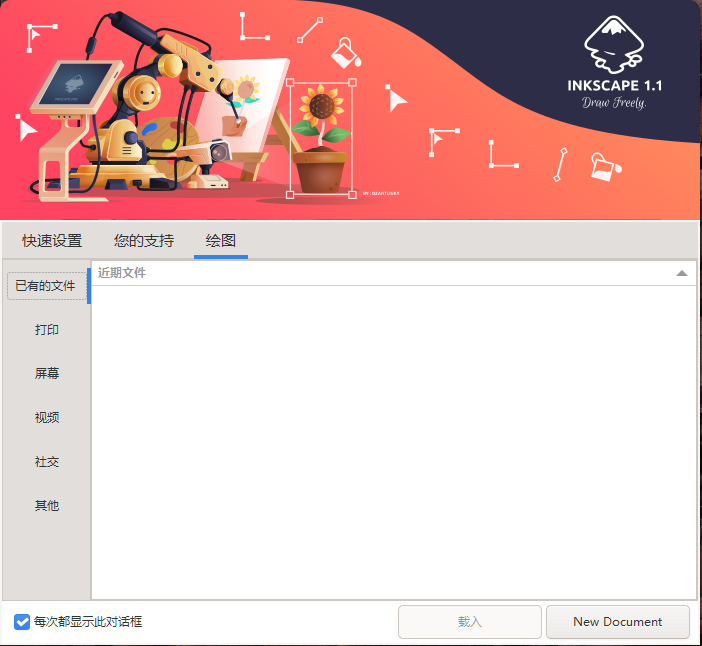 INKSCAPE 1.1
Draw Freely.
BY : BZARTLIKEY
快速设置 您的支持 绘图
已有的文件
近期文件
打印
屏幕
视频
社交
其他
每次都显示此对话框
载入
New Document